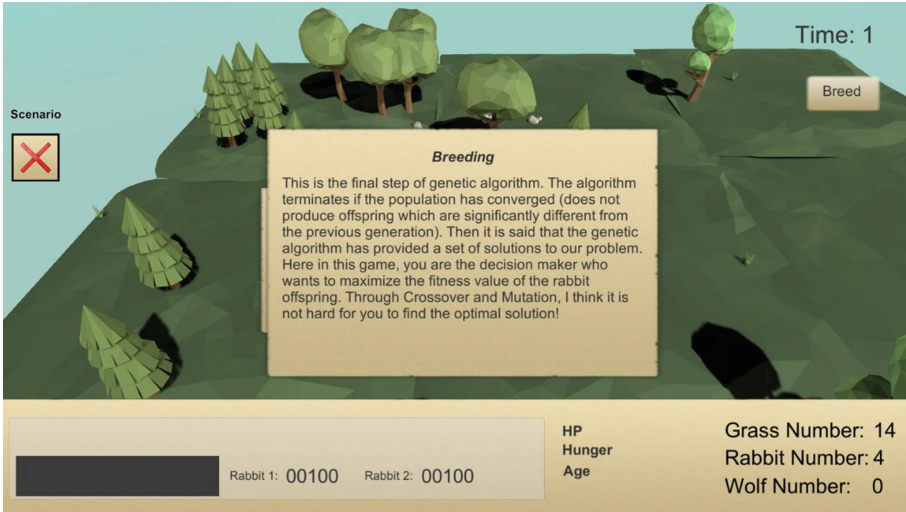 Time: 1
Breed
Scenario
Breeding
This is the final step of genetic algorithm. The algorithm
terminates if the population has converged (does not
produce offspring which are significantly different from
the previous generation). Then it is said that the genetic
algorithm has provided a set of solutions to our problem.
Here in this game, you are the decision maker who
wants to maximize the fitness value of the rabbit
offspring. Through Crossover and Mutation, I think it is
not hard for you to find the optimal solution!
Rabbit 1: 00100 Rabbit 2: 00100
HP
Hunger
Age
Grass Number: 14
Rabbit Number: 4
Wolf Number: 0